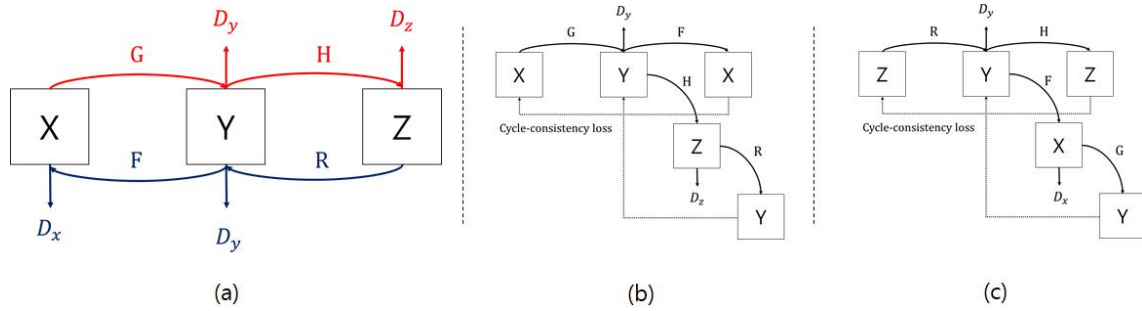 D_y
D_z
G
H
X
Y
Z
F
R
D_x
D_y
(a)
D_y
G
F
X
Y
X
H
Cycle-consistency loss
Z
R
D_z
Y
(b)
D_y
R
H
Z
Y
Z
F
Cycle-consistency loss
X
G
D_x
Y
(c)